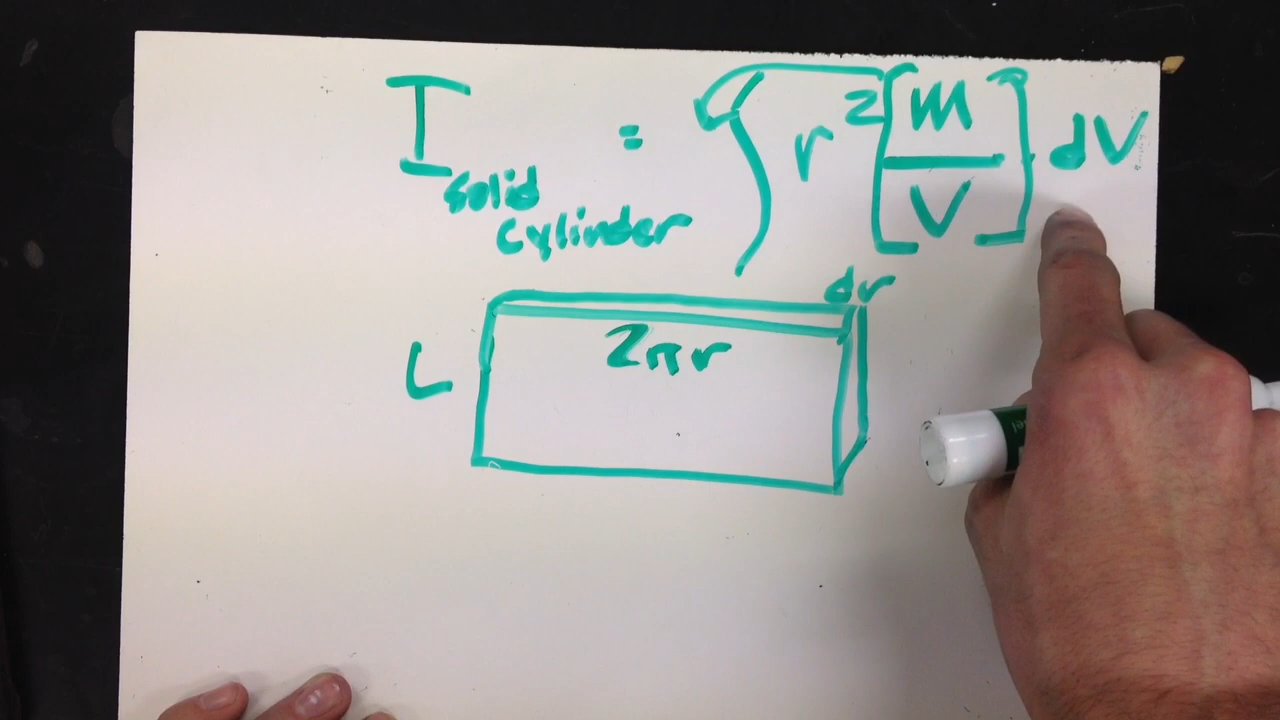 I solid cylinder = ∫ r² [m/V] dV
dr
2πr
L